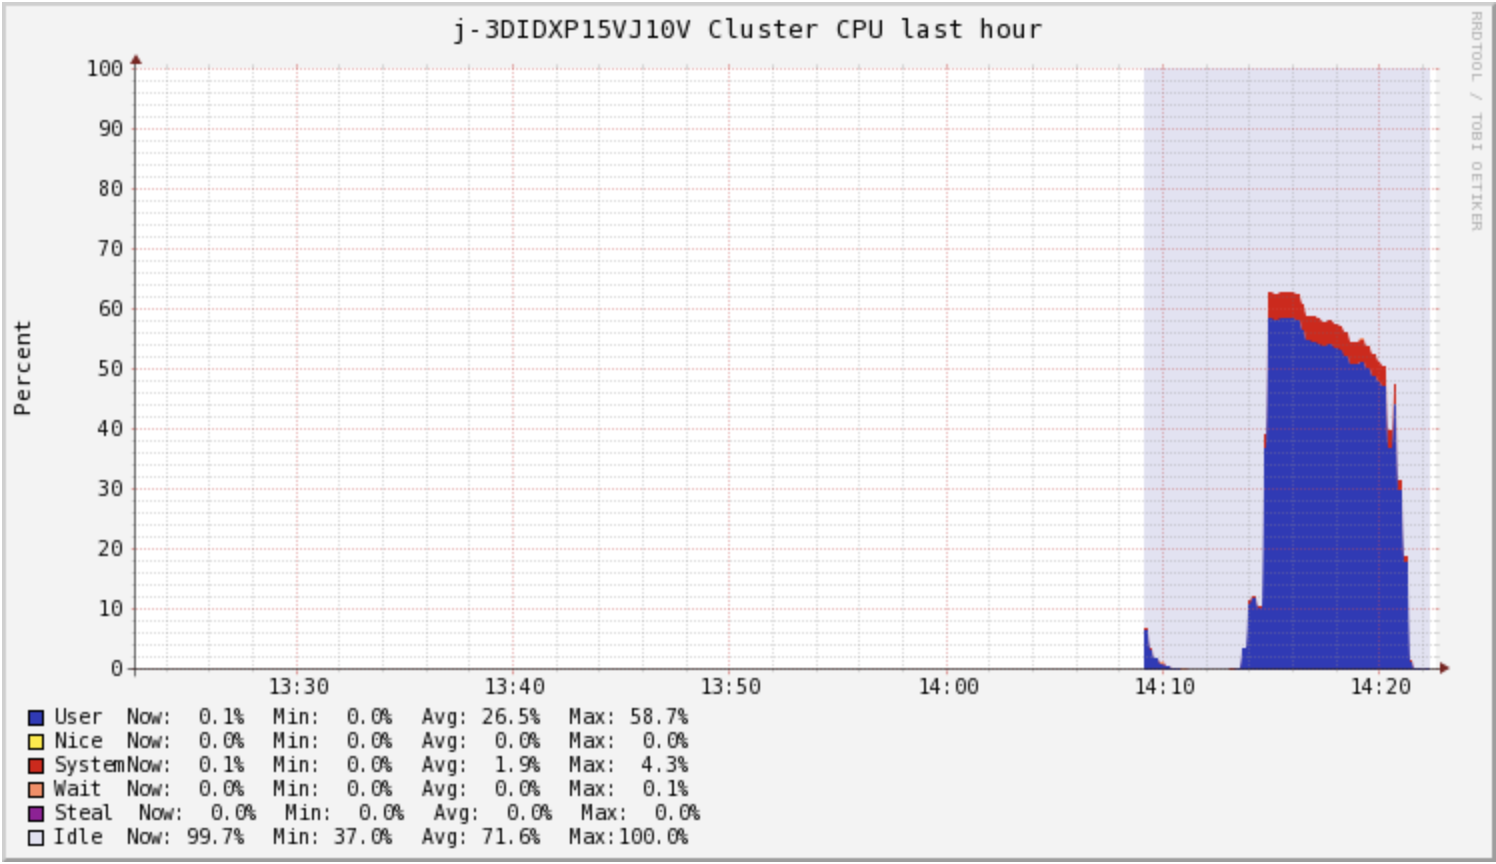 j-3DIDXP15VJ10V Cluster CPU last hour
RRDTOOL / TOBI OETIKER
Percent
100
90
80
70
60
50
40
30
20
10
0
13:30 13:40 13:50 14:00 14:10 14:20
User Now: 0.1% Min: 0.0% Avg: 26.5% Max: 58.7%
Nice Now: 0.0% Min: 0.0% Avg: 0.0% Max: 0.0%
SystemNow: 0.1% Min: 0.0% Avg: 1.9% Max: 4.3%
Wait Now: 0.0% Min: 0.0% Avg: 0.0% Max: 0.1%
Steal Now: 0.0% Min: 0.0% Avg: 0.0% Max: 0.0%
Idle Now: 99.7% Min: 37.0% Avg: 71.6% Max:100.0%